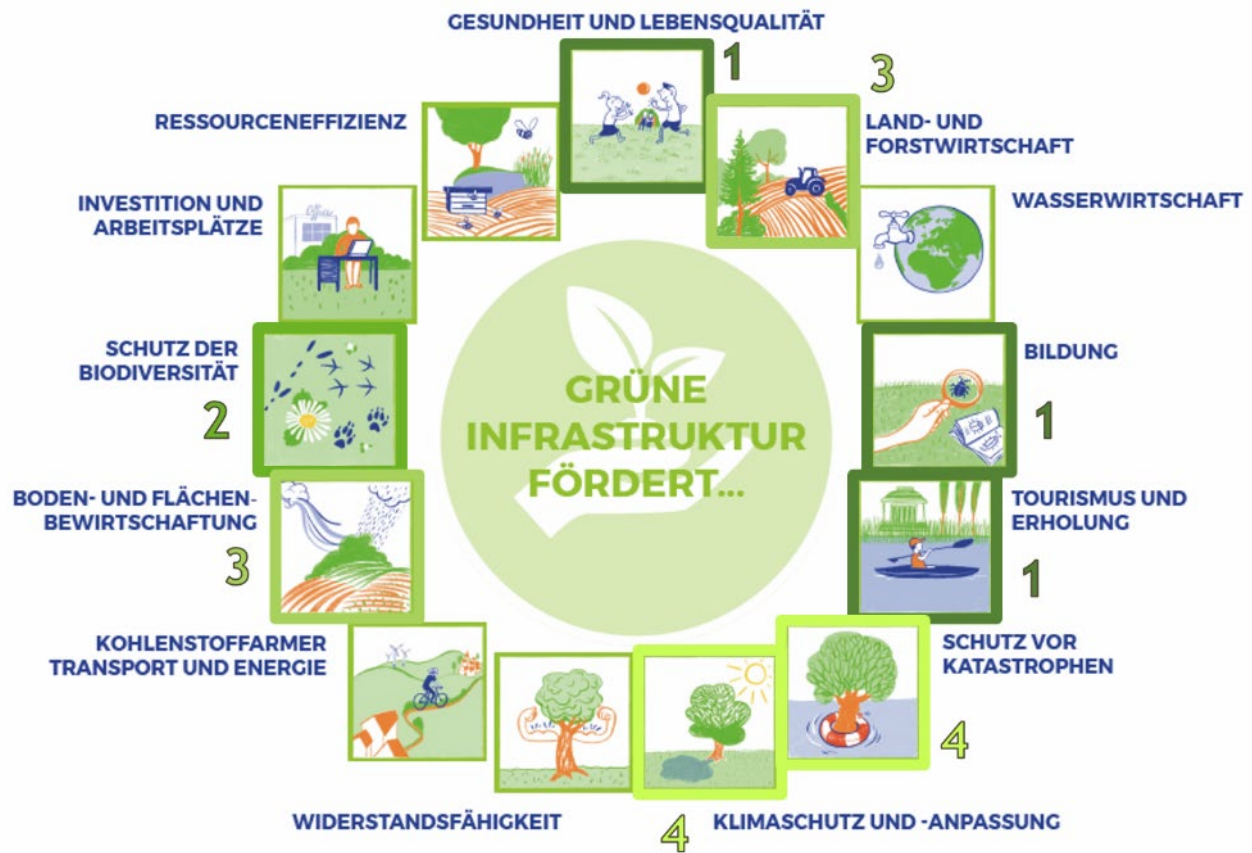 GESUNDHEIT UND LEBENSQUALITÄT
1
3
LAND- UND
FORSTWIRTSCHAFT
WASSERWIRTSCHAFT
BILDUNG
1
TOURISMUS UND
ERHOLUNG
1
SCHUTZ VOR
KATASTROPHEN
4
KLIMASCHUTZ UND -ANPASSUNG
4
WIDERSTANDSFÄHIGKEIT
KOHLENSTOFFARMER
TRANSPORT UND ENERGIE
BODEN- UND FLÄCHEN-
BEWIRTSCHAFTUNG
3
SCHUTZ DER
BIODIVERSITÄT
2
INVESTITION UND
ARBEITSPLÄTZE
Office
RESSOURCENEFFIZIENZ
GRÜNE
INFRASTRUKTUR
FÖRDERT...